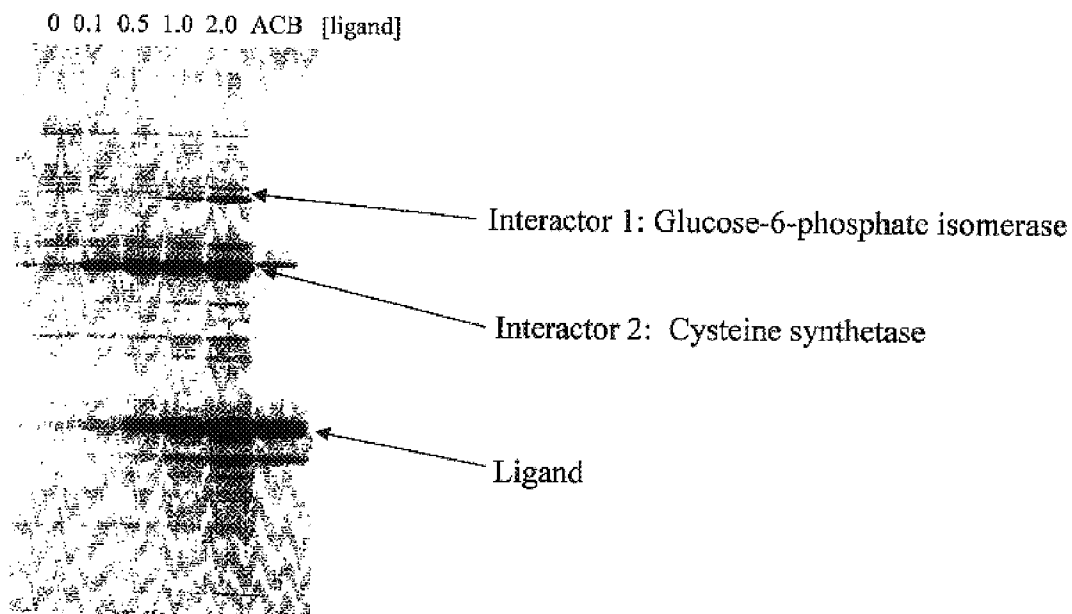 0 0.1 0.5 1.0 2.0 ACB [ligand]
Interactor 1: Glucose-6-phosphate isomerase
Interactor 2: Cysteine synthetase
Ligand